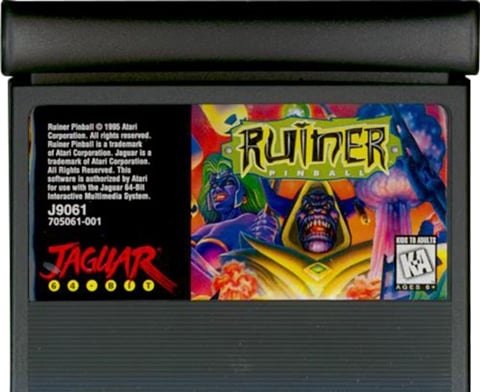 Ruiner Pinball © 1995 Atari
Corporation. All rights reserved.
Ruiner Pinball is a trademark
of Atari Corporation. Jaguar is a
trademark of Atari Corporation.
All Rights Reserved. This
software is authorized by Atari
for use with the Jaguar 64-Bit
Interactive Multimedia System.
J9061
705061-001
JAGUAR
64-BIT
RUINER
PINBALL
KIDS TO ADULTS
KA
AGES 6+